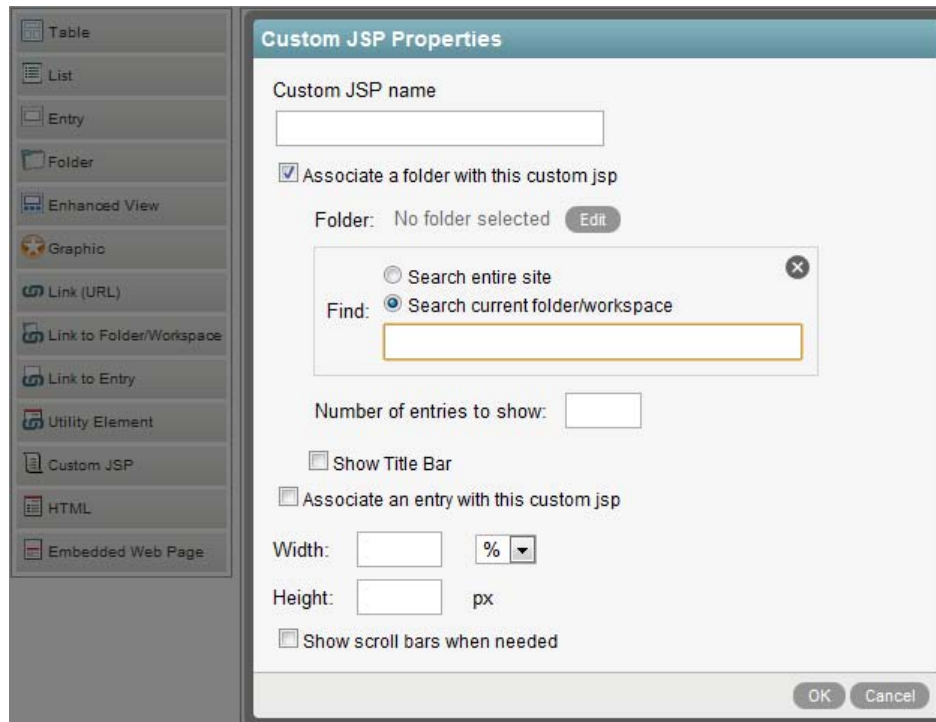 Table
List
Entry
Folder
Enhanced View
Graphic
Link (URL)
Link to Folder/Workspace
Link to Entry
Utility Element
Custom JSP
HTML
Embedded Web Page
Custom JSP Properties
Custom JSP name
Associate a folder with this custom jsp
Folder: No folder selected Edit
Search entire site
Find: Search current folder/workspace
Number of entries to show:
Show Title Bar
Associate an entry with this custom jsp
Width: %
Height: px
Show scroll bars when needed
OK Cancel